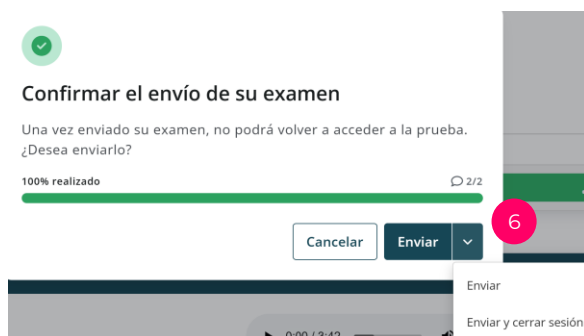 Confirmar el envío de su examen
Una vez enviado su examen, no podrá volver a acceder a la prueba.
¿Desea enviarlo?
100% realizado 2/2
6
Cancelar Enviar
Enviar
Enviar y cerrar sesión
0:00 / 3:42